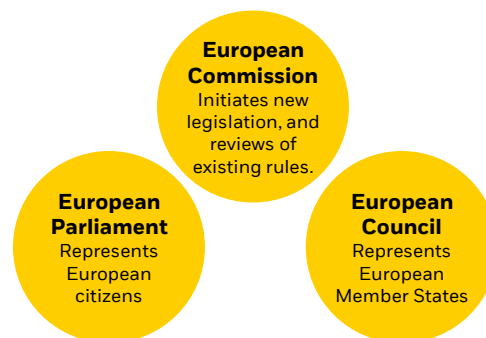 European
Commission
Initiates new
legislation, and
reviews of
existing rules.
European
Parliament
Represents
European
citizens
European
Council
Represents
European
Member States